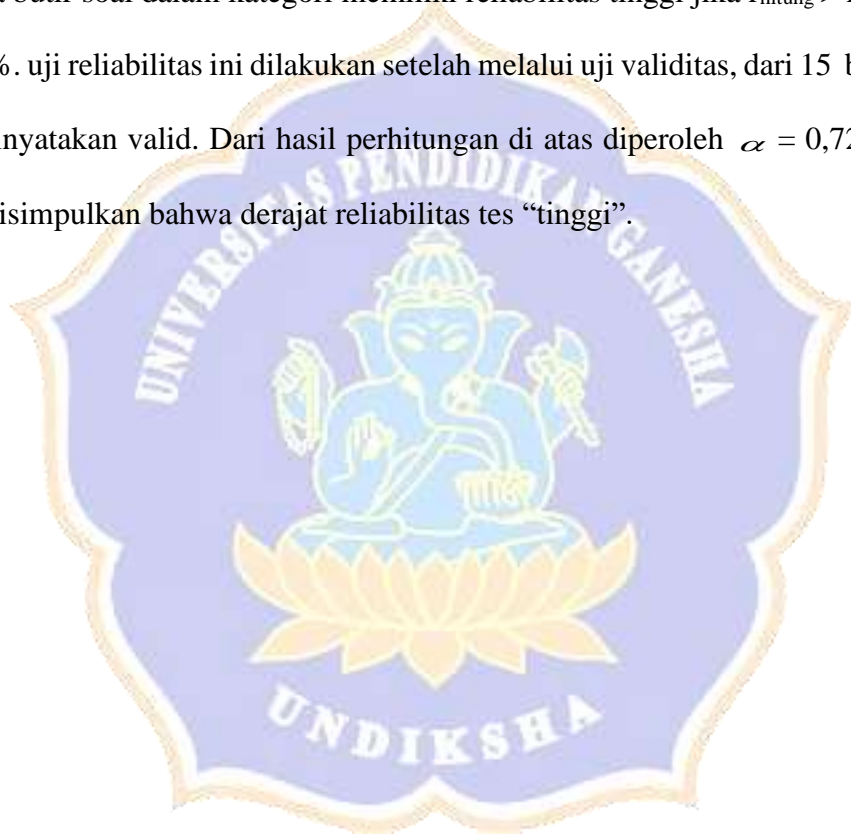 butir soal dalam kategori memiliki reliabilitas tinggi jika r hitung >
%. uji reliabilitas ini dilakukan setelah melalui uji validitas, dari 15
nyatakan valid. Dari hasil perhitungan di atas diperoleh α = 0,72
isimpulkan bahwa derajat reliabilitas tes “tinggi”.
UNIVERSITAS PENDIDIKAN GANESHA
UNDIKSHA